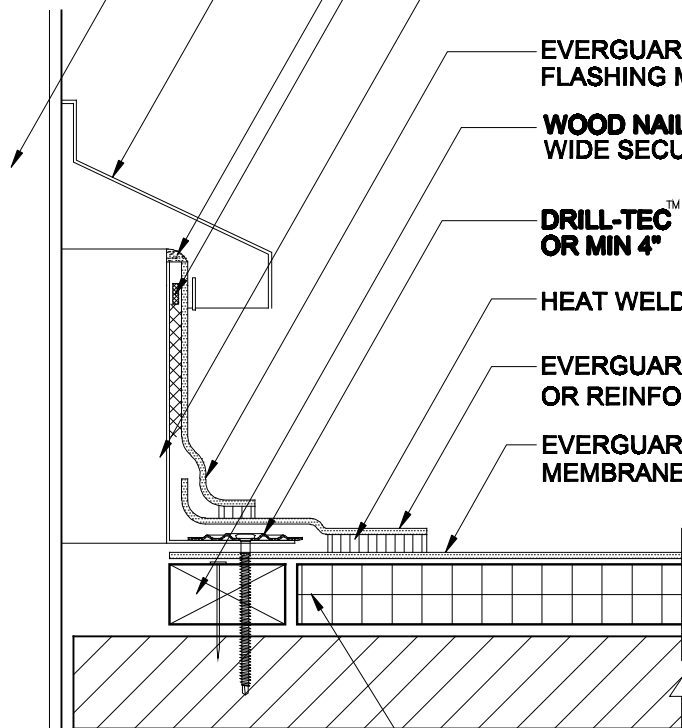 EVERGUAR
FLASHING M
WOOD NAIL
WIDE SECU
DRILL-TEC™
OR MIN 4"
HEAT WELD
EVERGUAR
OR REINFO
EVERGUAR
MEMBRANE